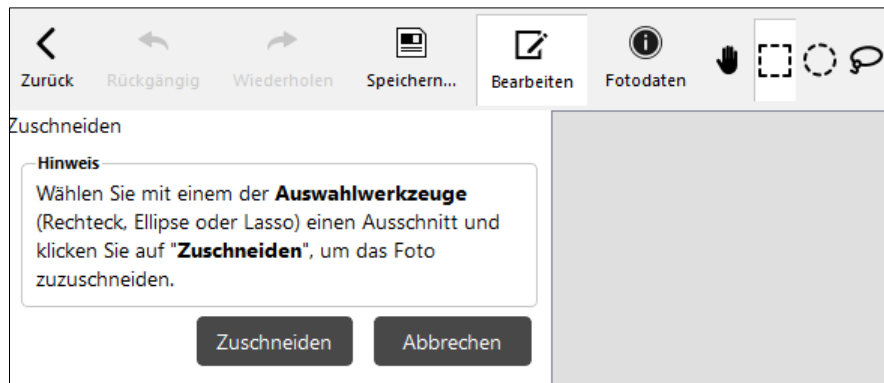 Zurück Rückgängig Wiederholen Speichern... Bearbeiten Fotodaten
Zuschneiden
Hinweis
Wählen Sie mit einem der Auswahlwerkzeuge
(Rechteck, Ellipse oder Lasso) einen Ausschnitt und
klicken Sie auf "Zuschneiden", um das Foto
zuzuschneiden.
Zuschneiden Abbrechen